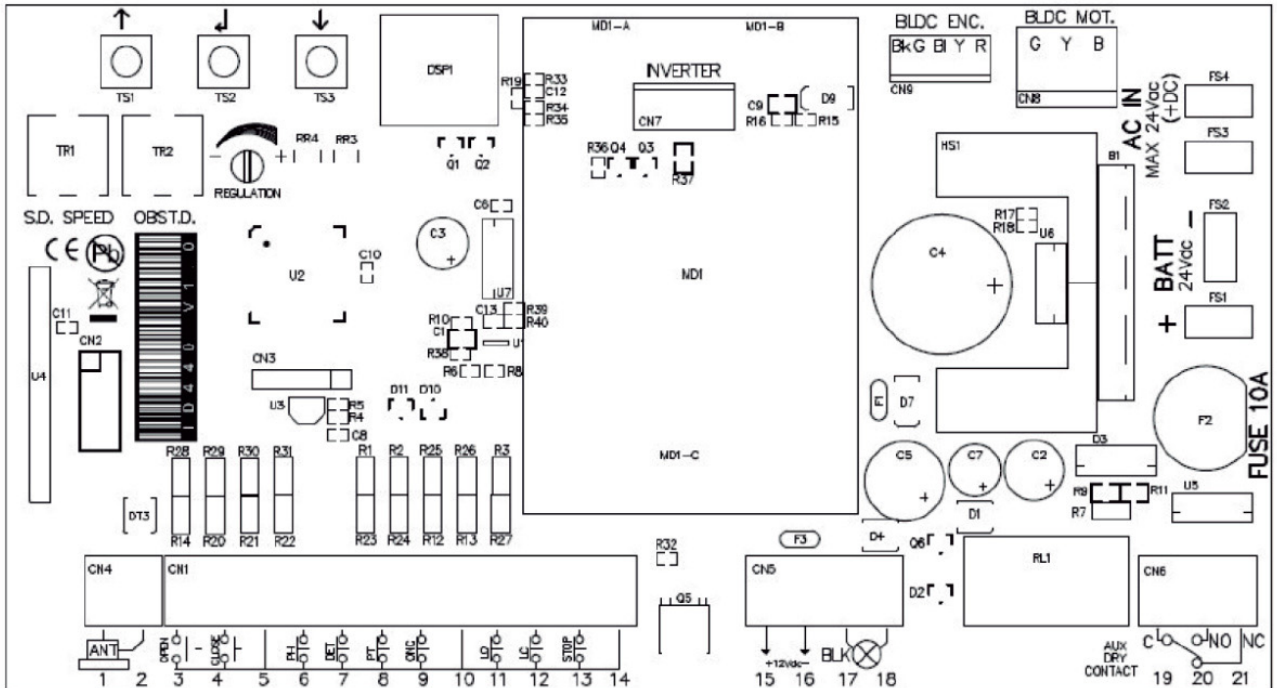 MD1-A MD1-B
BLDC ENC. BLDC MOT.
BkG Bl Y R
G Y B
TS1 TS2 TS3
DSP1
R19 R33
C12
R34
R35
INVERTER
CN7
C9 D9
R16 R15
CN9 CN8
AC IN
MAX 24Vac
(+DC)
FS4
FS3
TR1 TR2
- +
REGULATION
RR4 RR3
Q1 Q2
R36 Q4 Q3
R37
HS1
B1
S.D. SPEED OBST.D.
CE Pb
ID440 V1.0
U2
C10
C6
C3
+
U7
MD1
C4
+
R17
R18 U6
BATT
24Vdc
- +
FS2
FS1
U4
C11
CN2
CN3
R10 C13 R39
R40
C1
R38
R6 R8
U3
R5
R4
C8
D11 D10
F1 D7
F2
FUSE 10A
R28 R29 R30 R31
R1 R2 R25 R26 R3
MD1-C
C5 C7 C2
+ + +
D3
R9 R11
R7
U5
DT3
R14 R20 R21 R22
R23 R24 R12 R13 R27
F3
D4 D1
Q6
D2
RL1
CN4 CN1
R32
Q5
CN5
CN6
ANT
OPEN CLOSE PH DET PT ONC LO LC STOP
+12Vdc- BLK
AUX
DRY
CONTACT
C NO NC
1 2 3 4 5 6 7 8 9 10 11 12 13 14 15 16 17 18 19 20 21